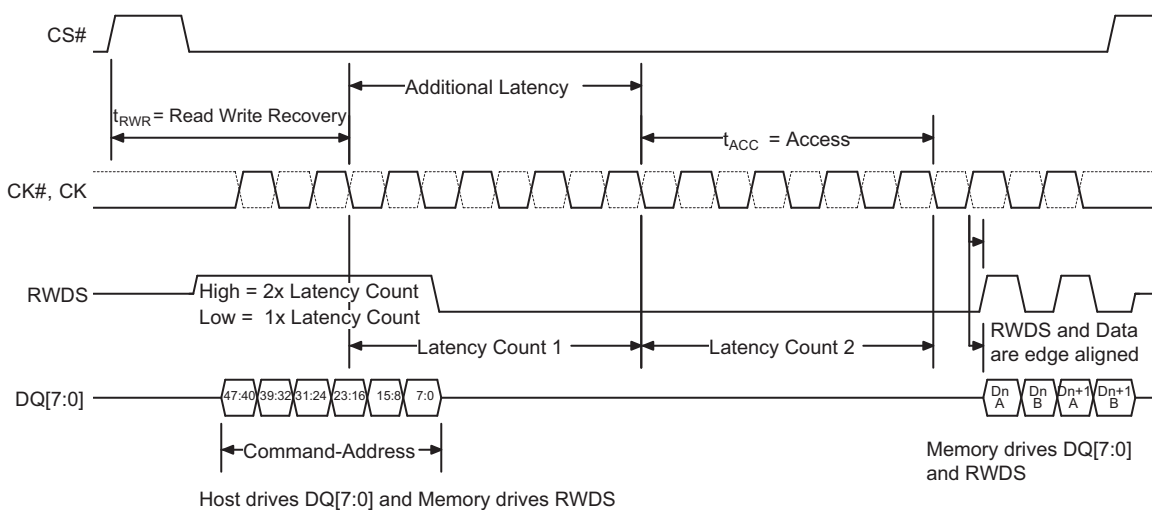 CS#
Additional Latency
tRWR = Read Write Recovery
tACC = Access
CK#, CK
RWDS
High = 2x Latency Count
Low = 1x Latency Count
Latency Count 1
Latency Count 2
RWDS and Data
are edge aligned
DQ[7:0]
47:40 39:32 31:24 23:16 15:8 7:0
Dn
A
Dn
B
Dn+1
A
Dn+1
B
Command-Address
Memory drives DQ[7:0]
and RWDS
Host drives DQ[7:0] and Memory drives RWDS